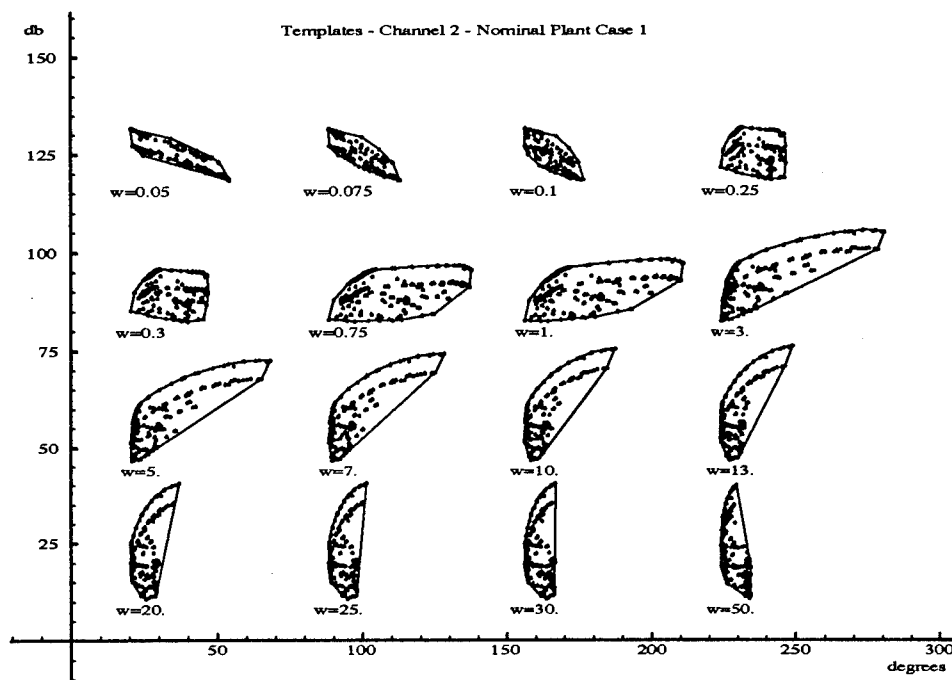 db
Templates - Channel 2 - Nominal Plant Case 1
150
125
w=0.05
w=0.075
w=0.1
w=0.25
100
w=0.3
w=0.75
w=1.
w=3.
75
50
w=5.
w=7.
w=10.
w=13.
25
w=20.
w=25.
w=30.
w=50.
50
100
150
200
250
300
degrees